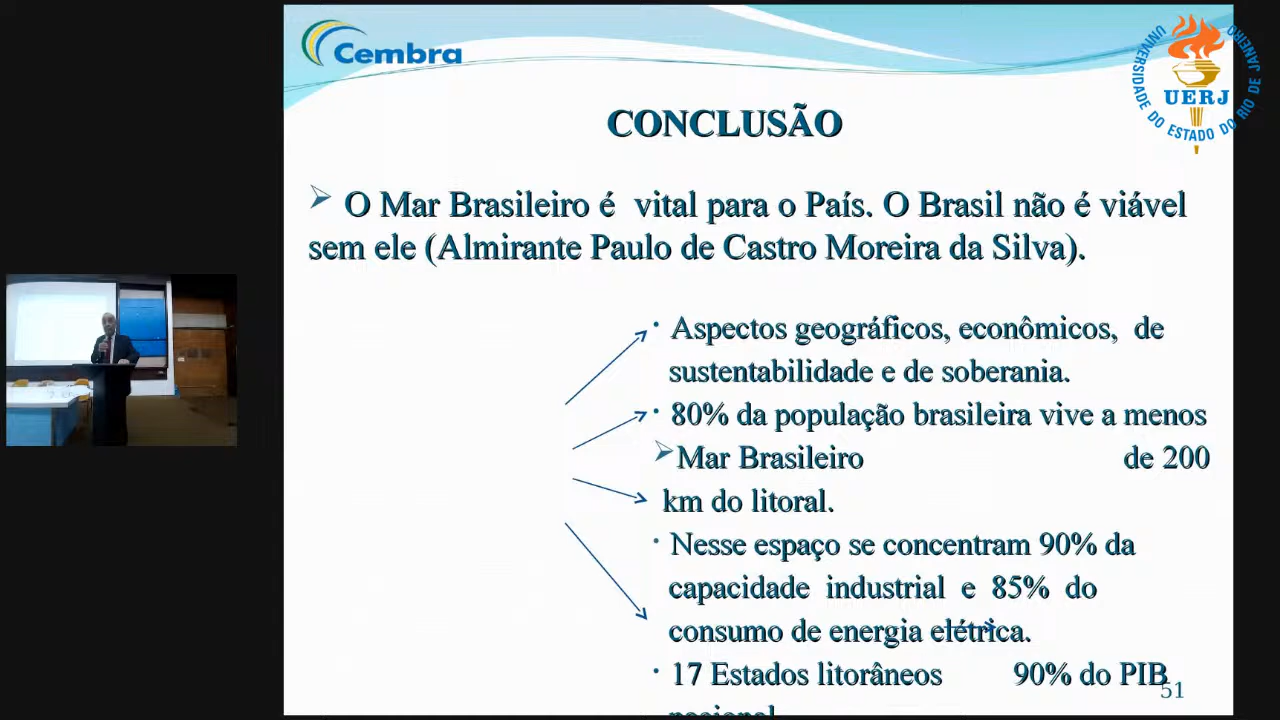 Cembra
UNIVERSIDADE DO ESTADO DO RIO DE JANEIRO
UERJ
CONCLUSÃO
➢ O Mar Brasileiro é vital para o País. O Brasil não é viável
sem ele (Almirante Paulo de Castro Moreira da Silva).
• Aspectos geográficos, econômicos, de
sustentabilidade e de soberania.
• 80% da população brasileira vive a menos
➢Mar Brasileiro de 200
km do litoral.
• Nesse espaço se concentram 90% da
capacidade industrial e 85% do
consumo de energia elétrica.
• 17 Estados litorâneos 90% do PIB
51